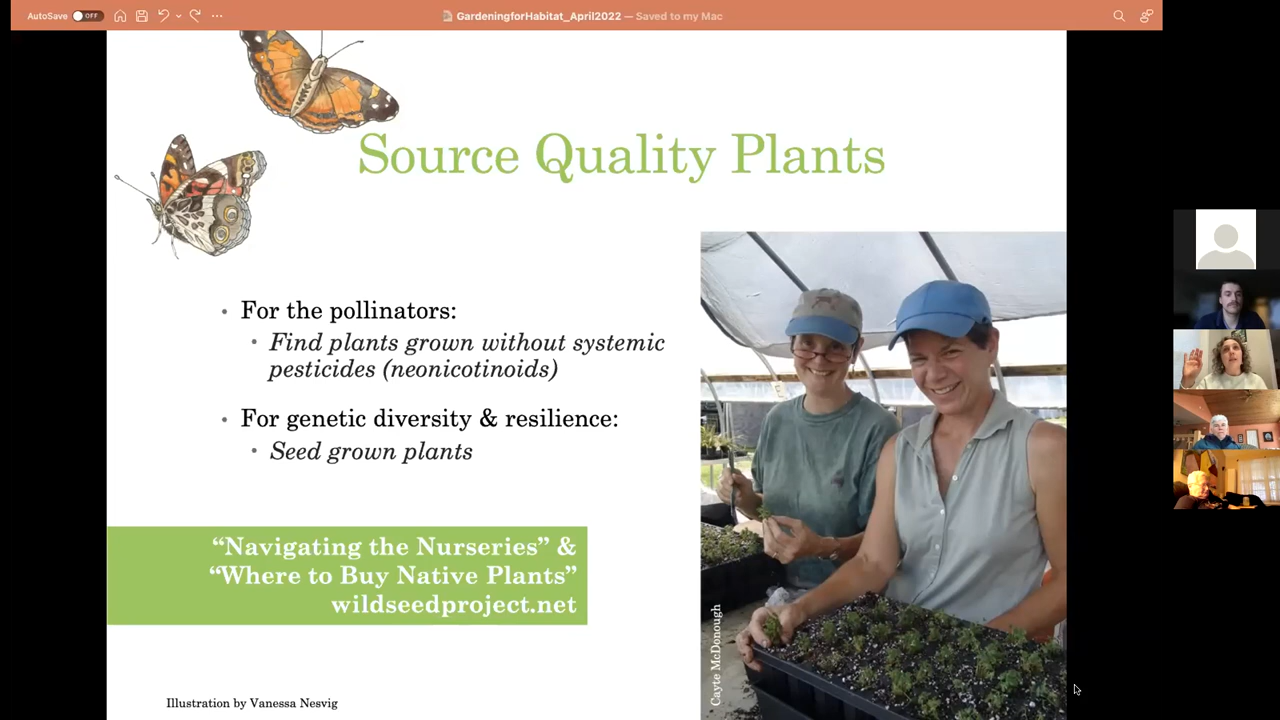 AutoSave OFF
GardeningforHabitat_April2022 — Saved to my Mac
Source Quality Plants
• For the pollinators:
• Find plants grown without systemic
pesticides (neonicotinoids)
• For genetic diversity & resilience:
• Seed grown plants
“Navigating the Nurseries” &
“Where to Buy Native Plants”
wildseedproject.net
Cayte McDonough
Illustration by Vanessa Nesvig